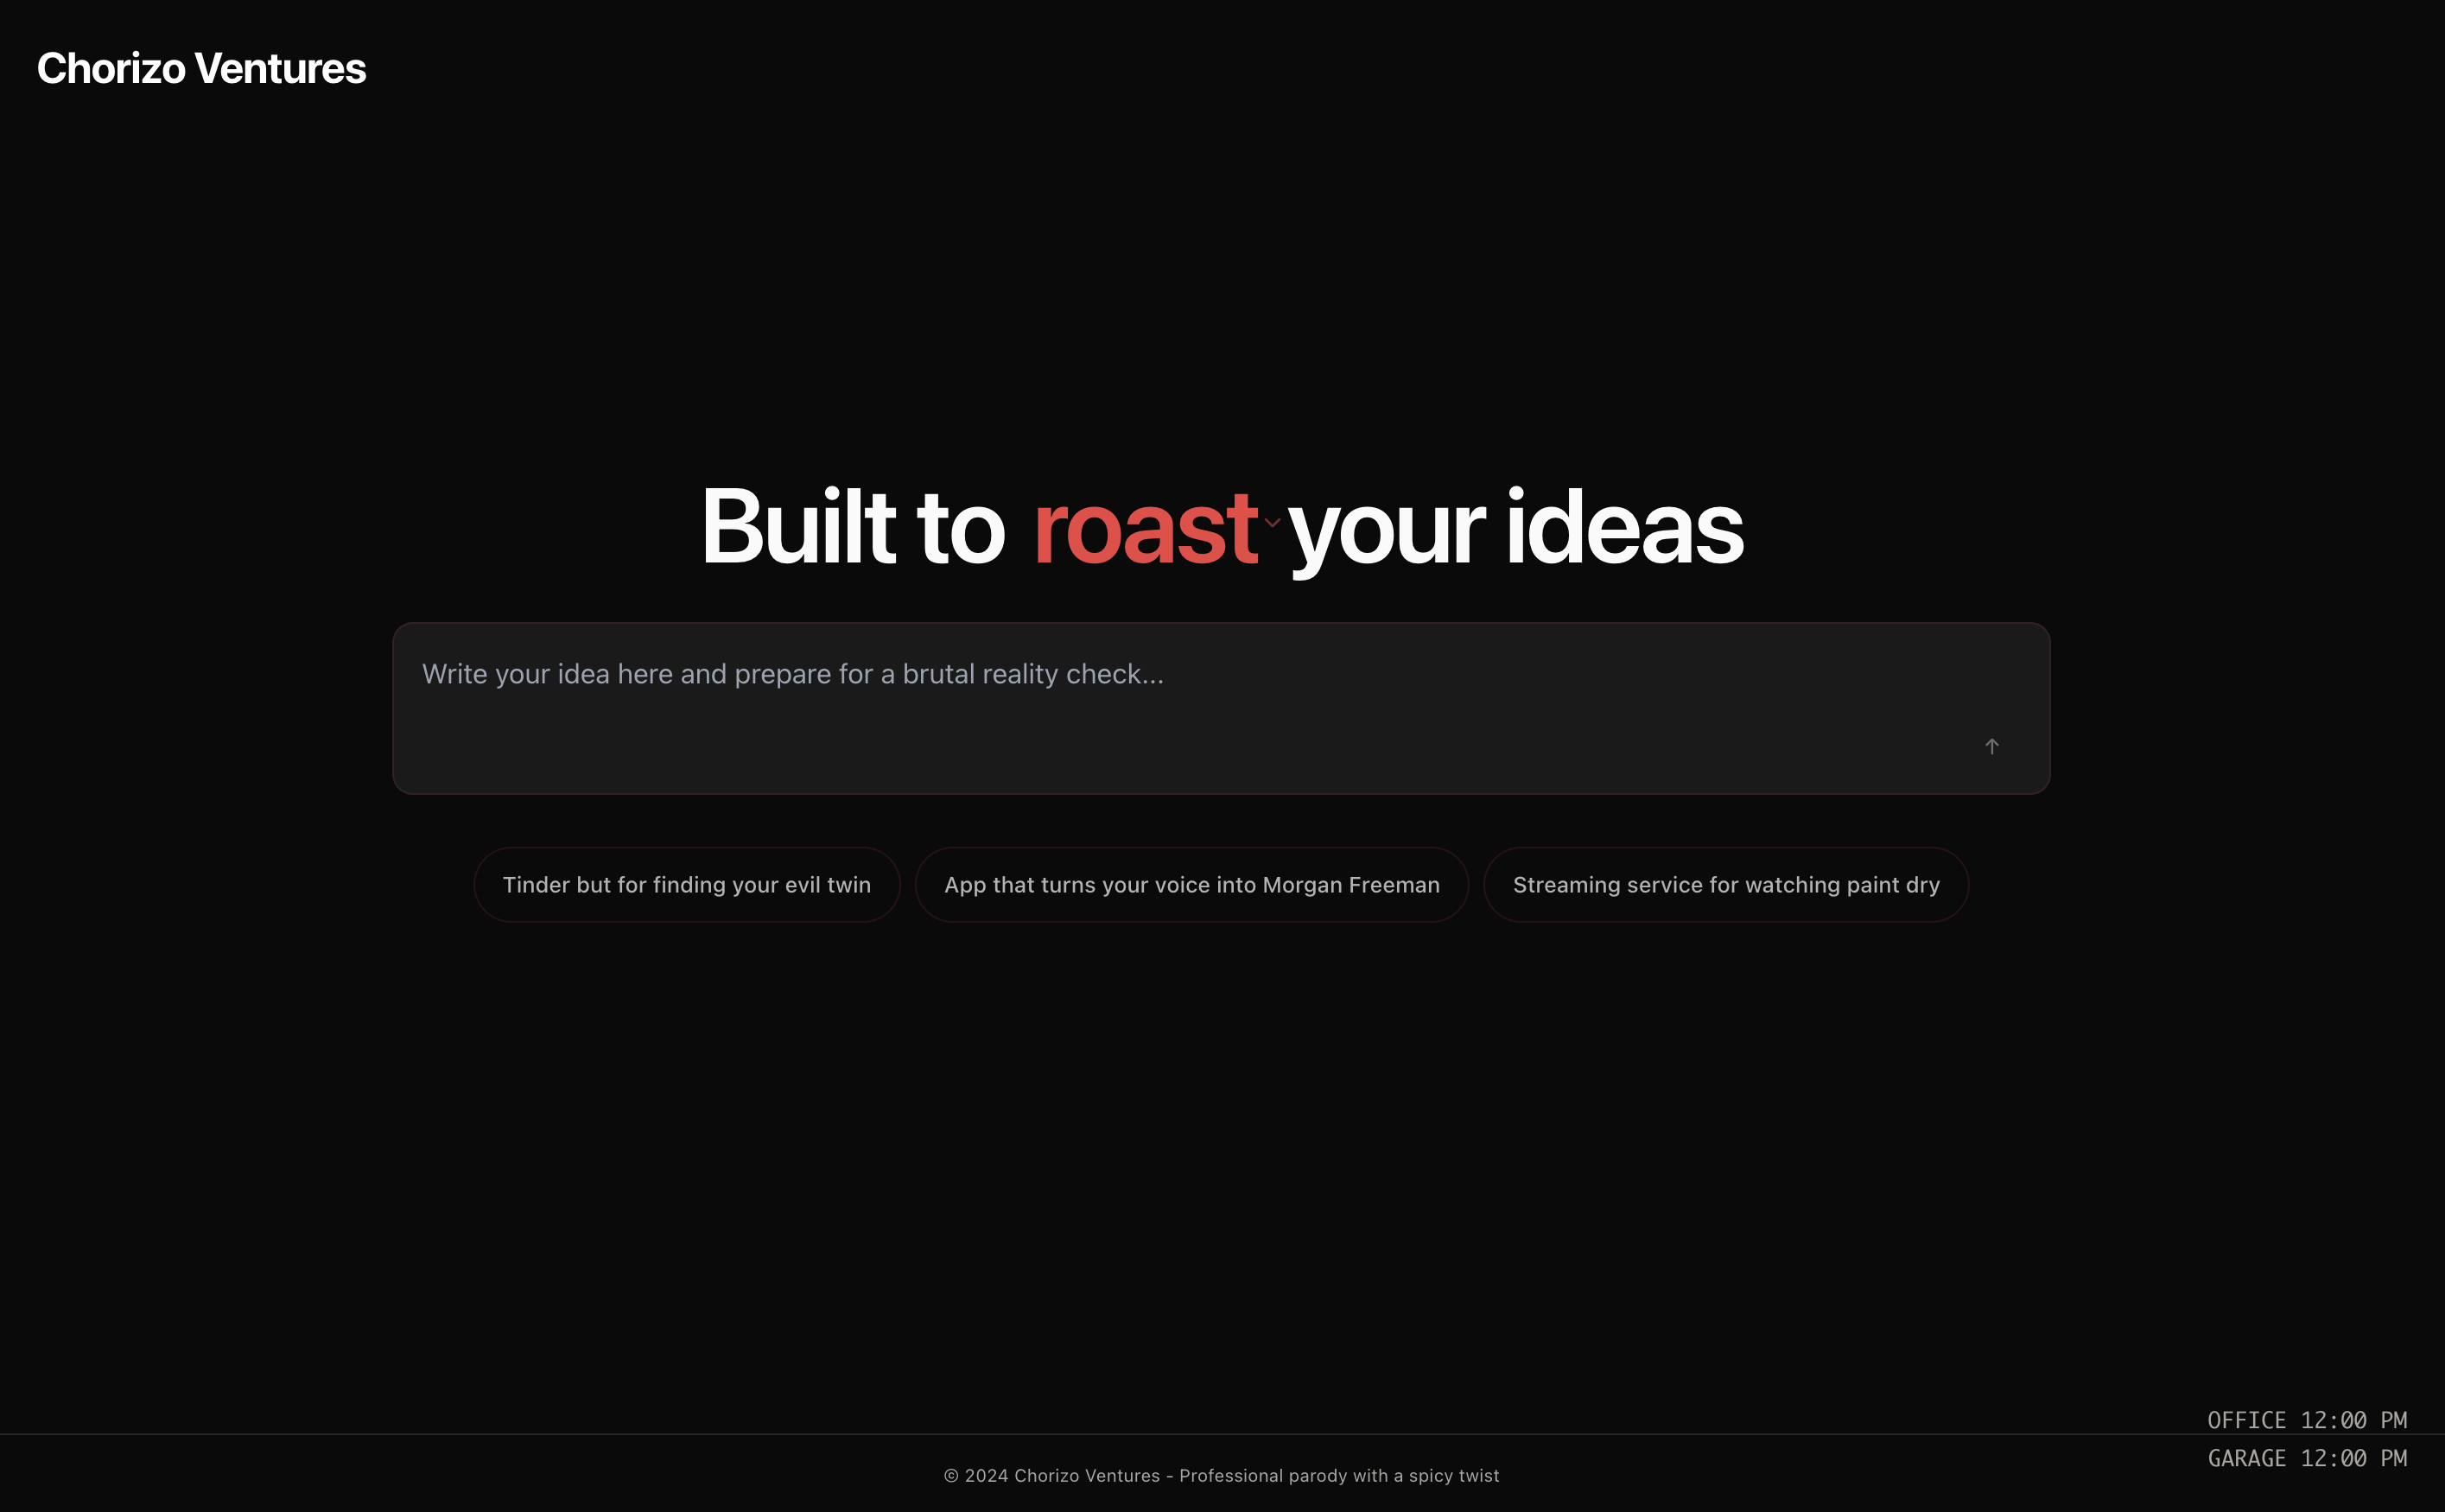 Chorizo Ventures
Built to roast your ideas
Write your idea here and prepare for a brutal reality check...
Tinder but for finding your evil twin
App that turns your voice into Morgan Freeman
Streaming service for watching paint dry
OFFICE 12:00 PM
GARAGE 12:00 PM
© 2024 Chorizo Ventures - Professional parody with a spicy twist